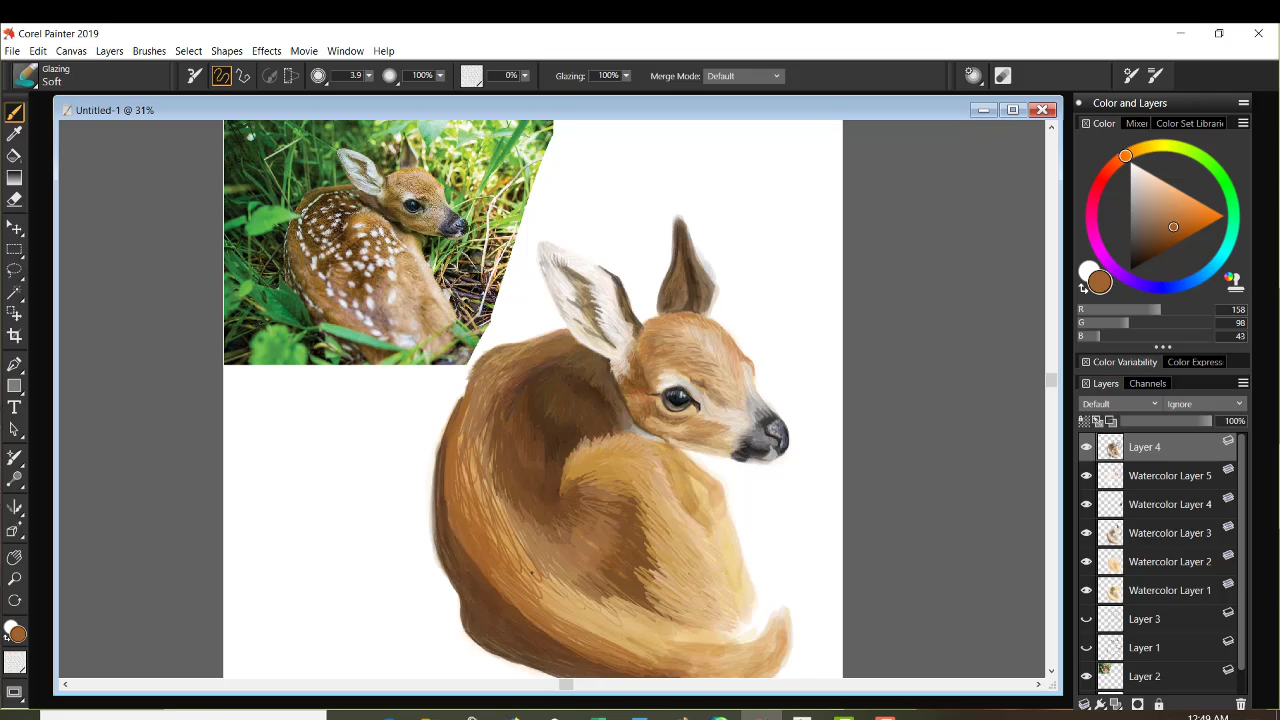 Corel Painter 2019
File Edit Canvas Layers Brushes Select Shapes Effects Movie Window Help
Glazing
Soft
3.9 100% 0% Glazing: 100% Merge Mode: Default
Untitled-1 @ 31%
Color and Layers
Color Mixer Color Set Librari
R 158
G 98
B 43
Color Variability Color Express
Layers Channels
Default Ignore
100%
Layer 4
Watercolor Layer 5
Watercolor Layer 4
Watercolor Layer 3
Watercolor Layer 2
Watercolor Layer 1
Layer 3
Layer 1
Layer 2
12:49 AM